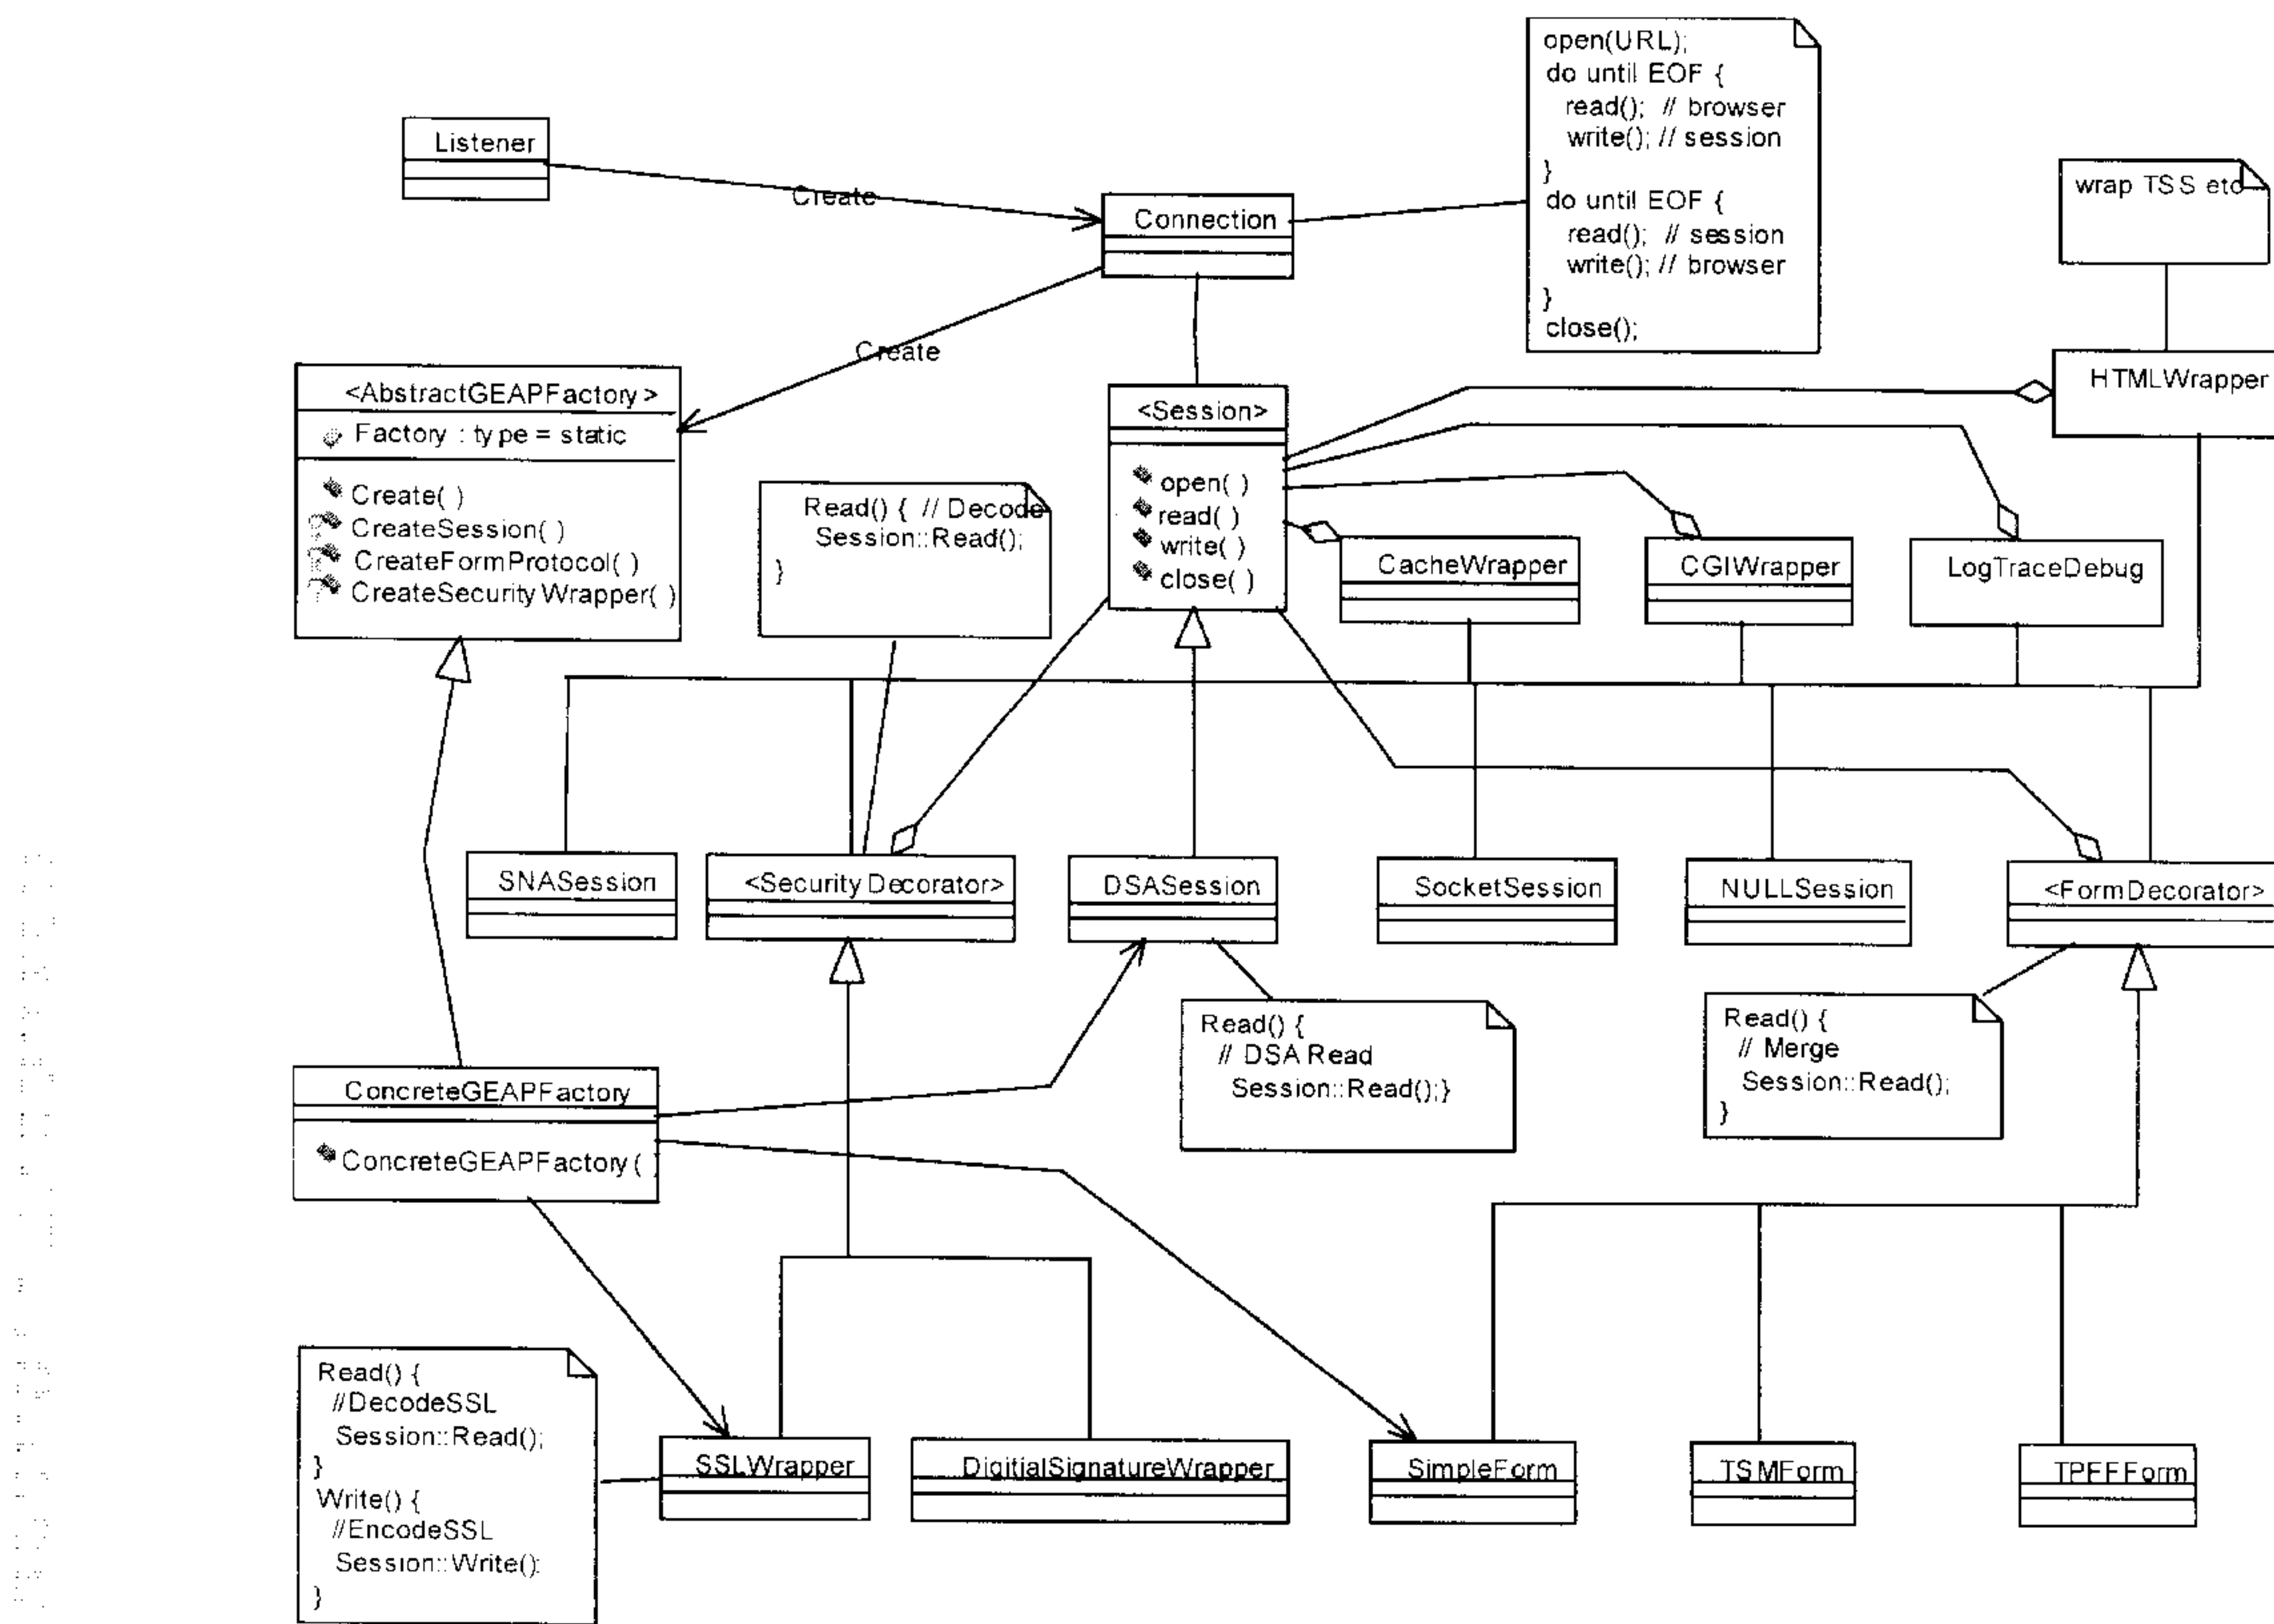 open(URL);
do until EOF {
read(); // browser
write(); // session
}
do until EOF {
read(); // session
write(); // browser
}
close();
Listener
Create
Connection
wrap TSS etc
Create
<AbstractGEAPFactory>
Factory : type = static
Create( )
CreateSession( )
CreateFormProtocol( )
CreateSecurityWrapper( )
<Session>
open( )
read( )
write( )
close( )
HTMLWrapper
Read() { // Decode
Session::Read();
}
CacheWrapper
CGIWrapper
LogTraceDebug
SNASession
<SecurityDecorator>
DSASession
SocketSession
NULLSession
<FormDecorator>
Read() {
// DSA Read
Session::Read();}
Read() {
// Merge
Session::Read();
}
ConcreteGEAPFactory
ConcreteGEAPFactory(
Read() {
//DecodeSSL
Session::Read();
}
Write() {
//EncodeSSL
Session::Write();
}
SSLWrapper
DigitialSignatureWrapper
SimpleForm
TSMForm
TPFFForm